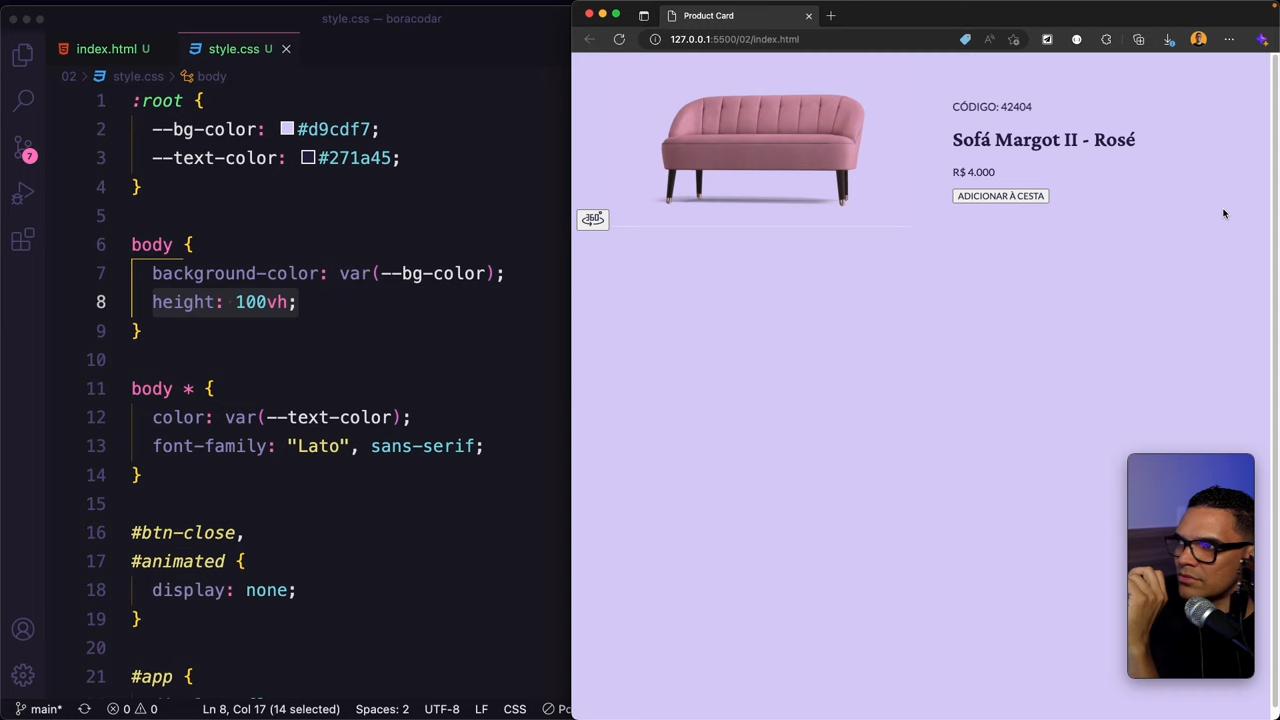 style.css — boracodar
index.html U
style.css U
02 > style.css > body
1 :root {
2 --bg-color: #d9cdf7;
3 --text-color: #271a45;
4 }
5
6 body {
7 background-color: var(--bg-color);
8 height: 100vh;
9 }
10
11 body * {
12 color: var(--text-color);
13 font-family: "Lato", sans-serif;
14 }
15
16 #btn-close,
17 #animated {
18 display: none;
19 }
20
21 #app {
7
main* 0 0 Ln 8, Col 17 (14 selected) Spaces: 2 UTF-8 LF CSS
Product Card
127.0.0.1:5500/02/index.html
CÓDIGO: 42404
Sofá Margot II - Rosé
R$ 4.000
ADICIONAR À CESTA
360°